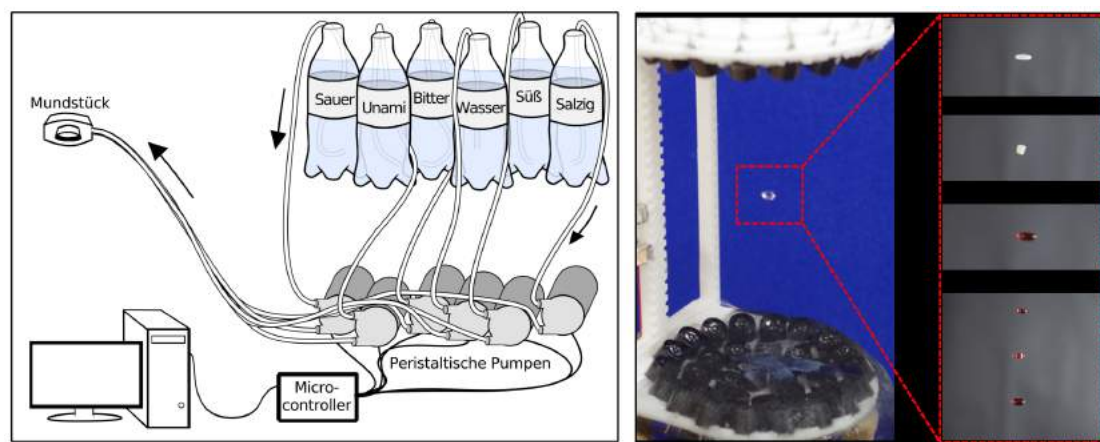 Mundstück
Sauer
Unami
Bitter
Wasser
Süß
Salzig
Peristaltische Pumpen
Micro-
controller